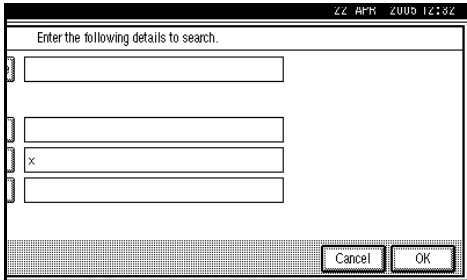 22 APR 2005 12:32
Enter the following details to search.
x
Cancel OK